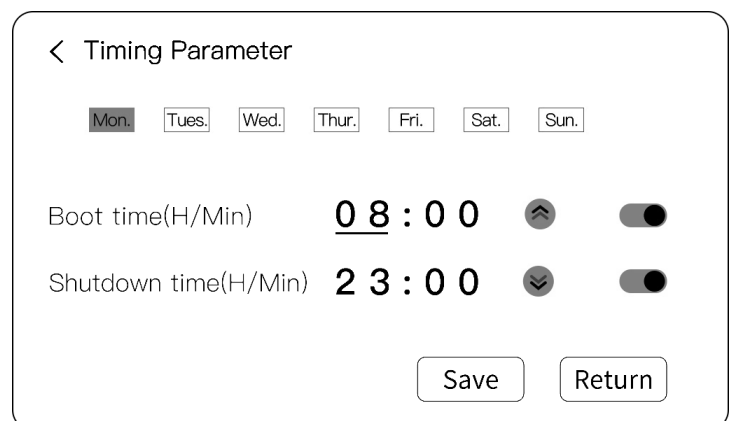 Timing Parameter
Mon. Tues. Wed. Thur. Fri. Sat. Sun.
Boot time(H/Min) 08:00
Shutdown time(H/Min) 23:00
Save Return